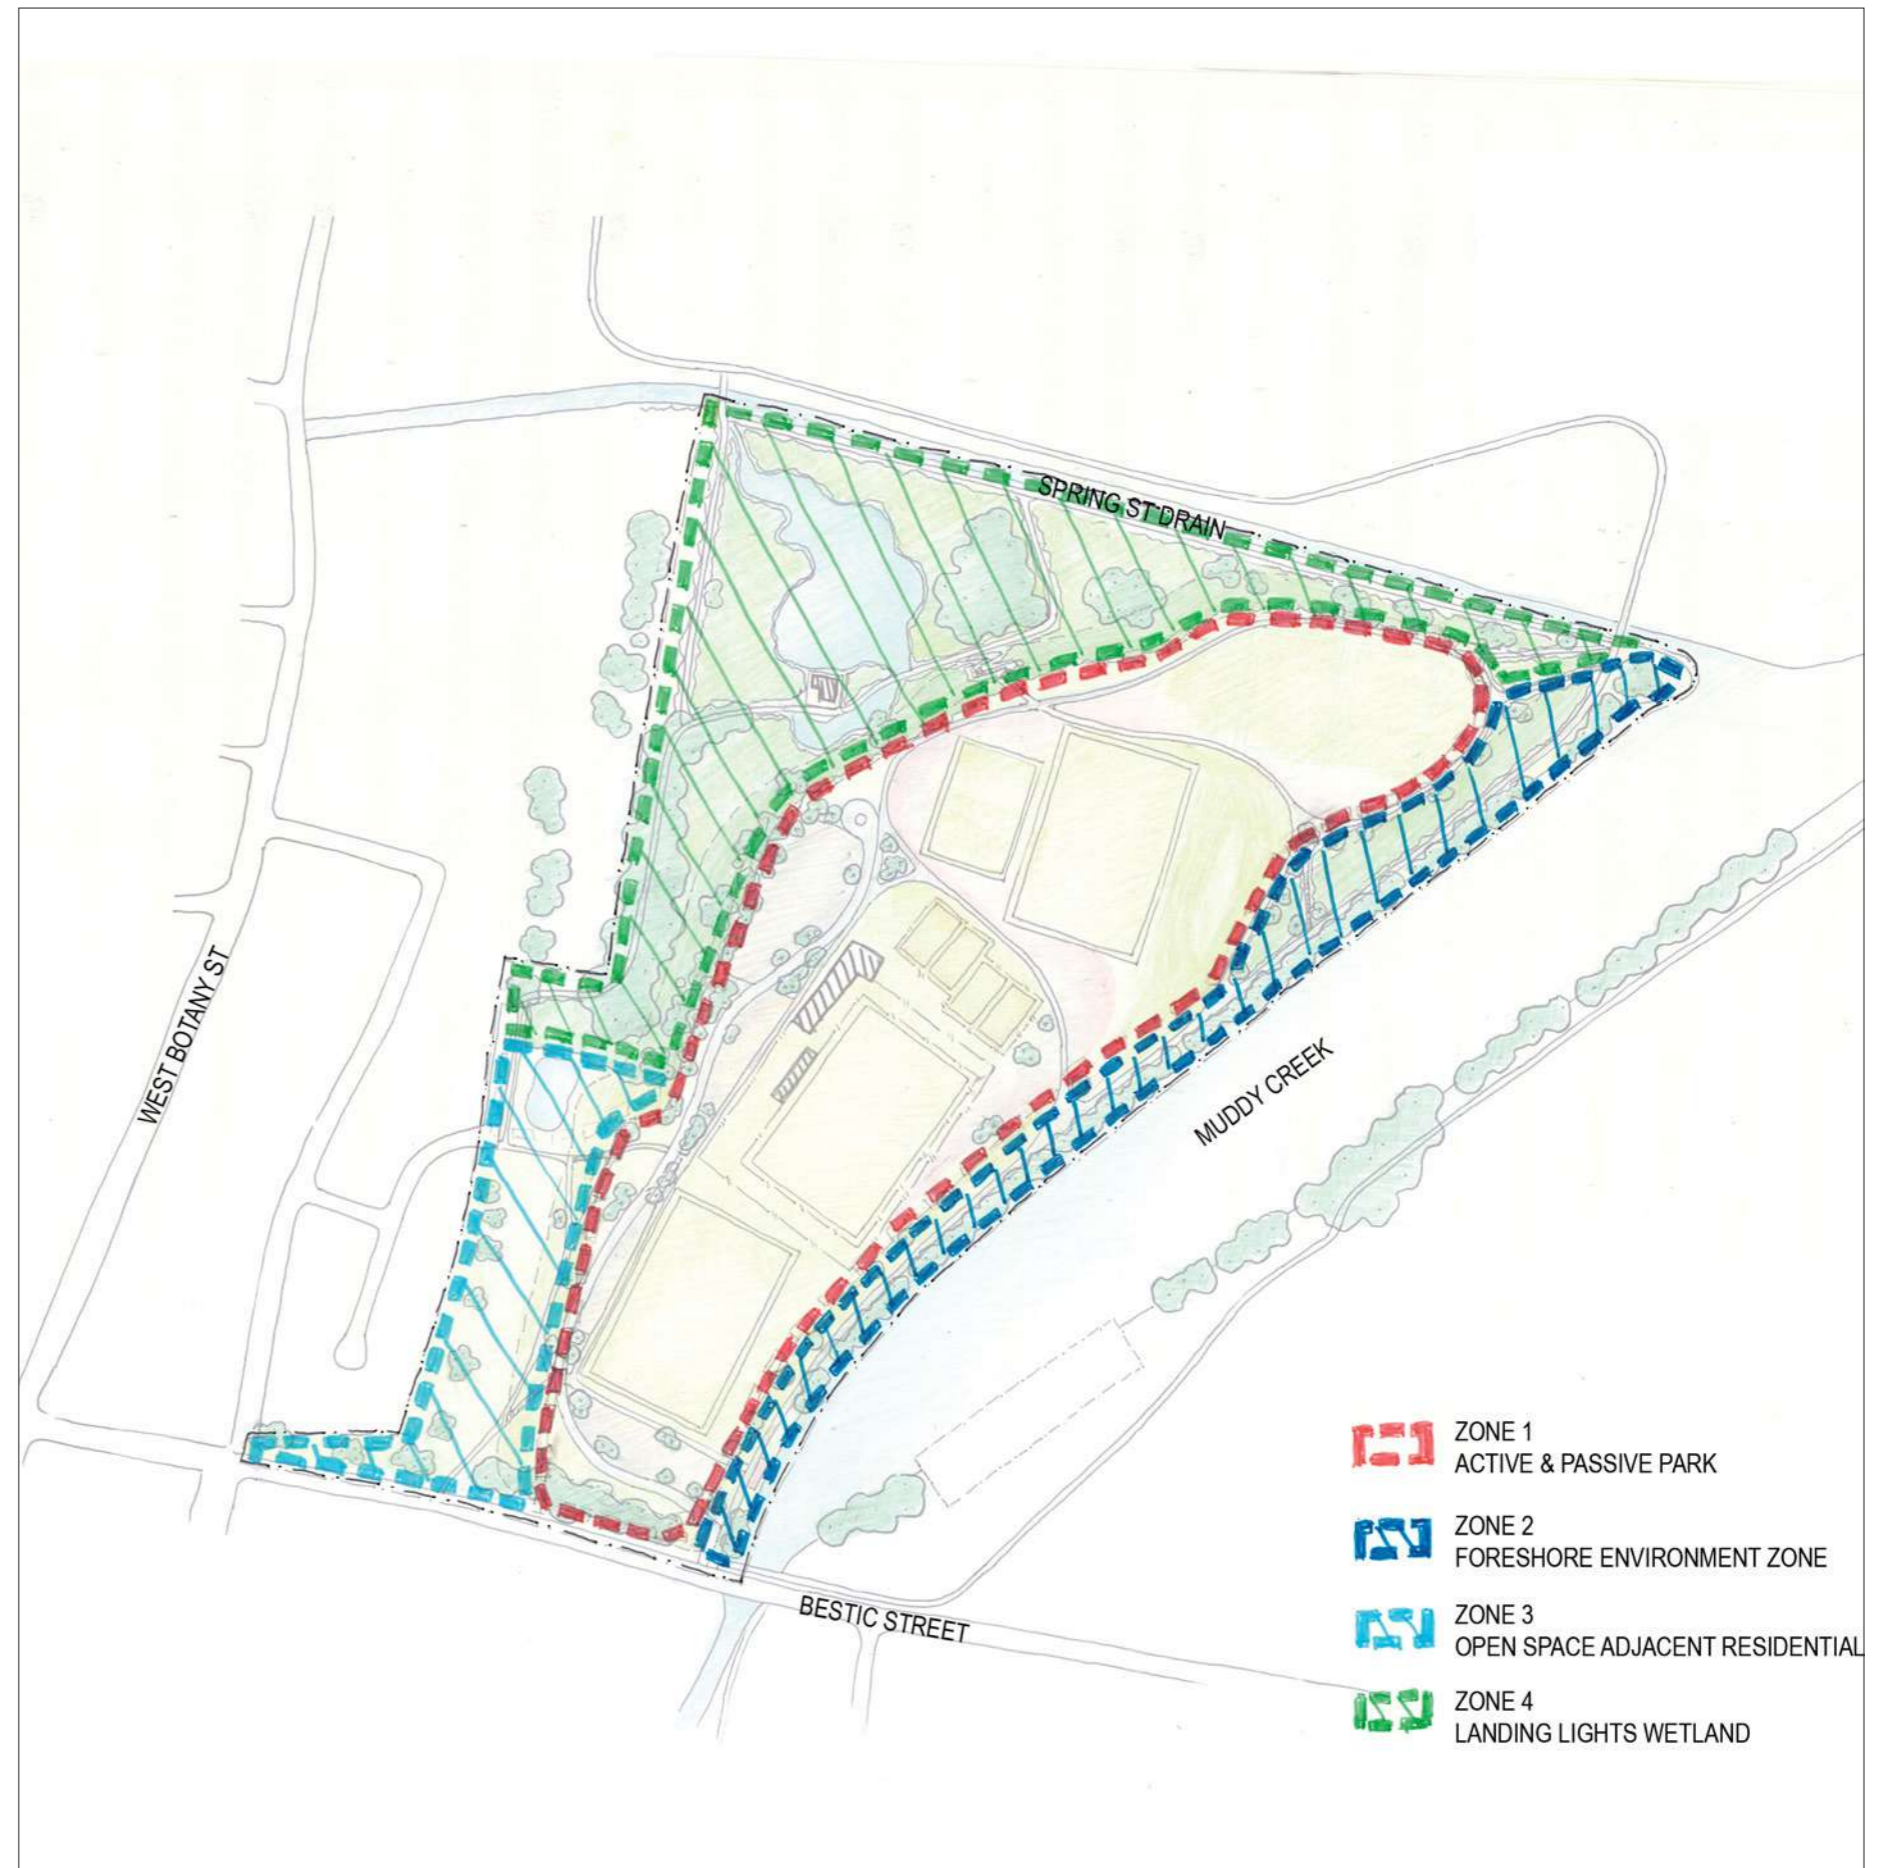 SPRING ST DRAIN
WEST BOTANY ST
MUDDY CREEK
BESTIC STREET
ZONE 1
ACTIVE & PASSIVE PARK
ZONE 2
FORESHORE ENVIRONMENT ZONE
ZONE 3
OPEN SPACE ADJACENT RESIDENTIAL
ZONE 4
LANDING LIGHTS WETLAND